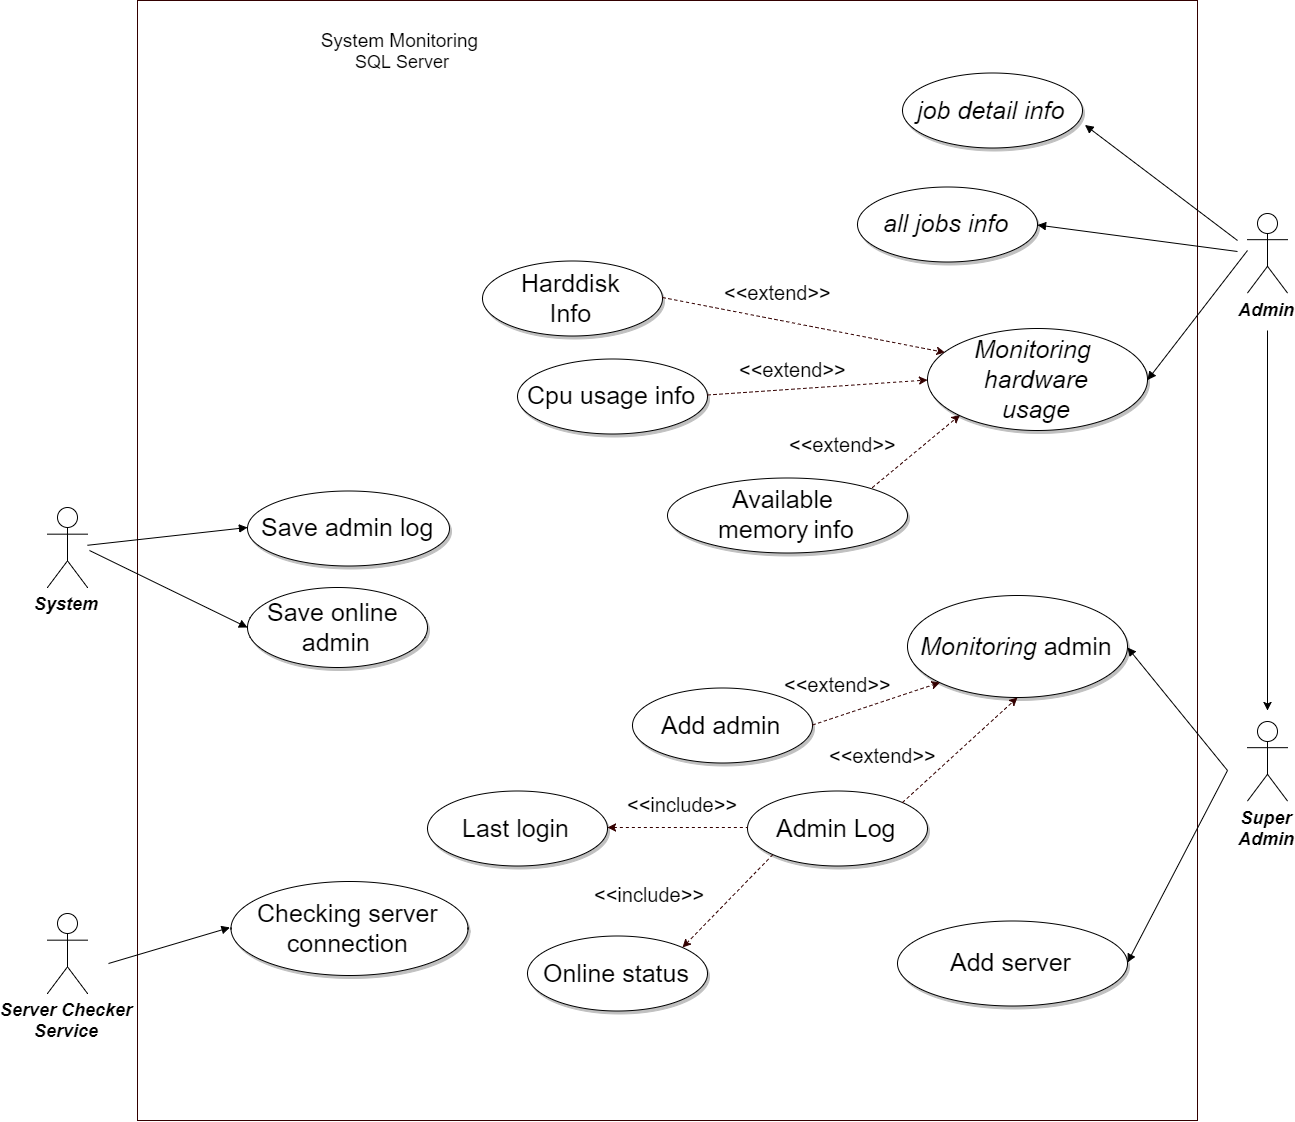 System Monitoring
SQL Server
job detail info
all jobs info
Admin
Harddisk
Info
<<extend>>
Cpu usage info
<<extend>>
Monitoring
hardware
usage
<<extend>>
Available
memory info
Save admin log
System
Save online
admin
Monitoring admin
<<extend>>
Add admin
<<extend>>
Last login
<<include>>
Admin Log
Super
Admin
<<include>>
Online status
Checking server
connection
Add server
Server Checker
Service